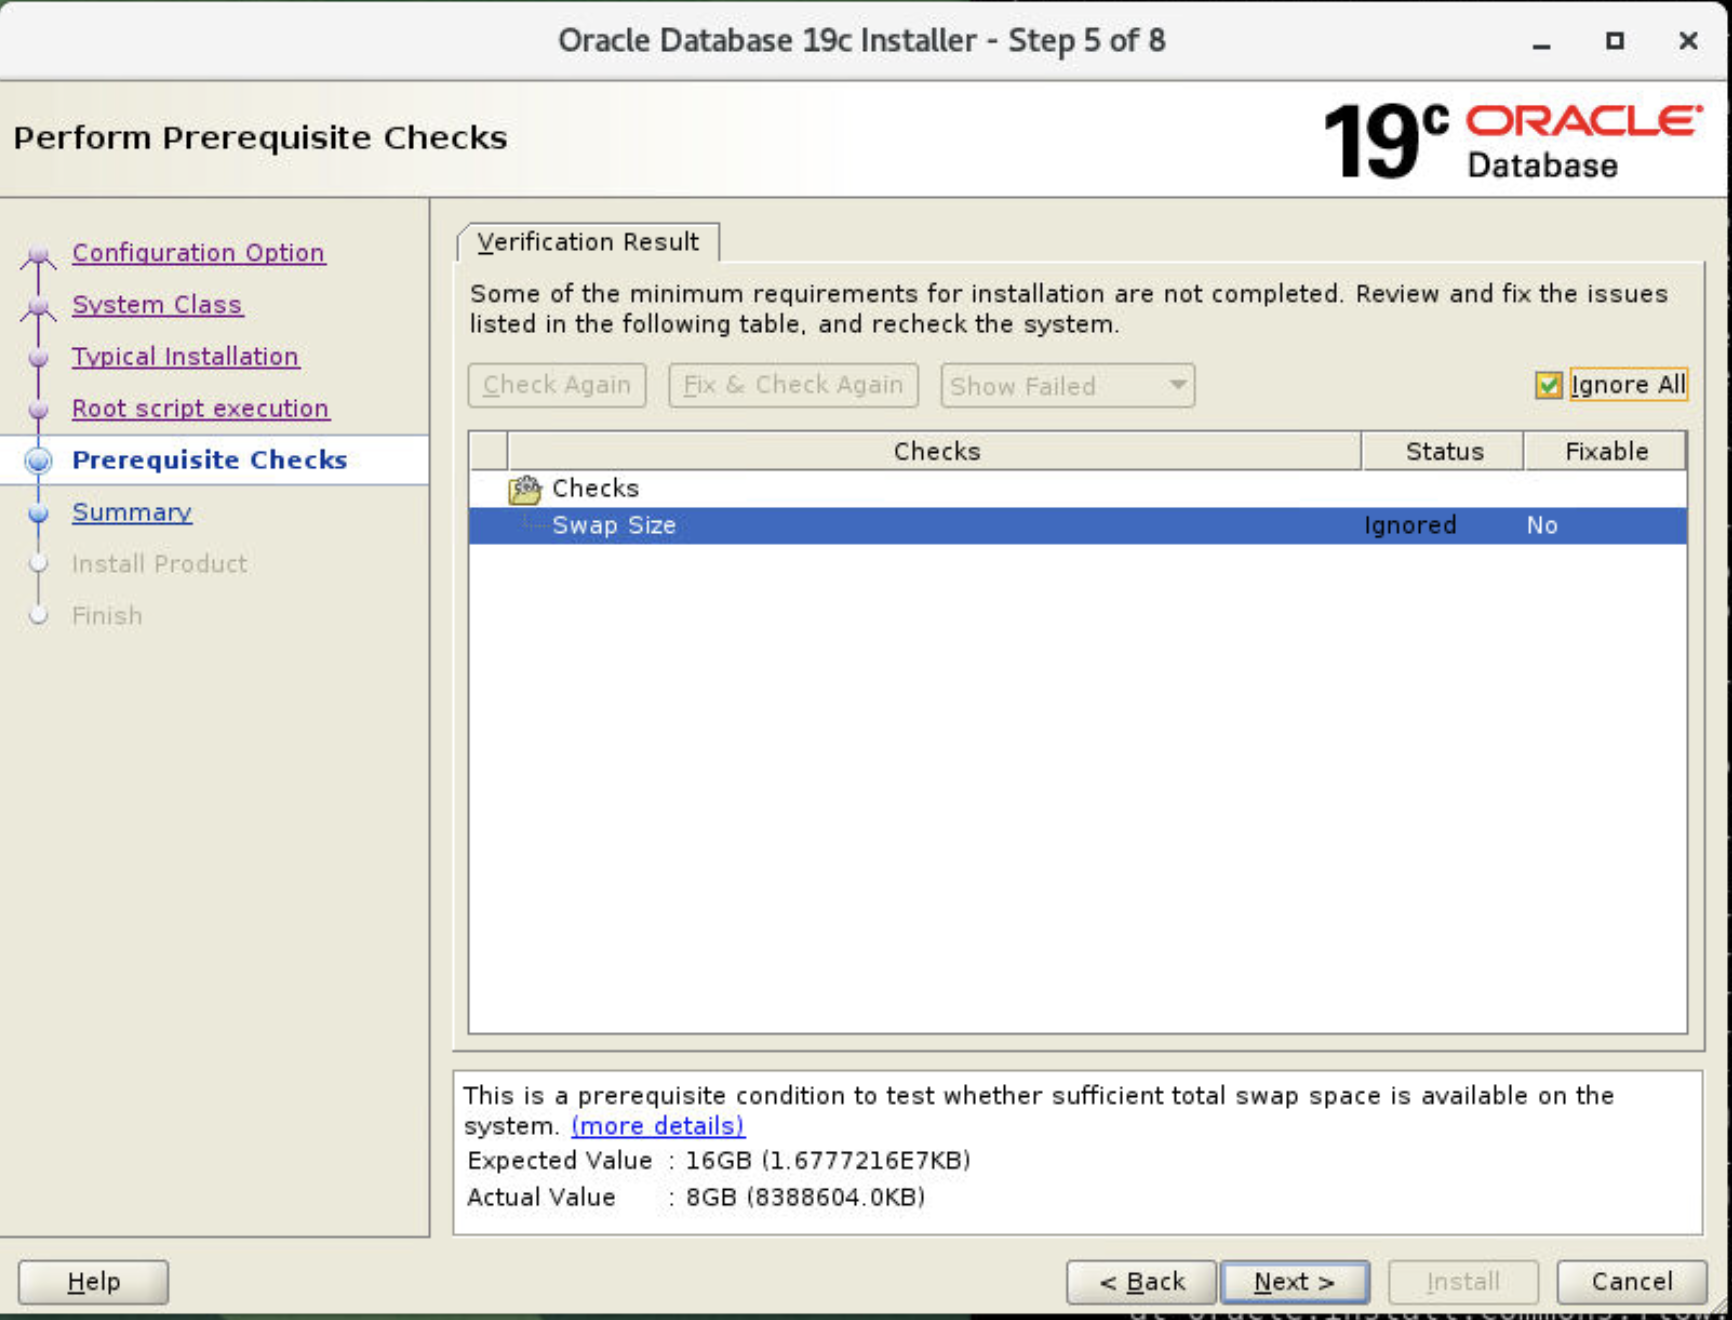 Oracle Database 19c Installer - Step 5 of 8
Perform Prerequisite Checks
19c ORACLE
Database
Configuration Option
System Class
Typical Installation
Root script execution
Prerequisite Checks
Summary
Install Product
Finish
Verification Result
Some of the minimum requirements for installation are not completed. Review and fix the issues
listed in the following table, and recheck the system.
Check Again Fix & Check Again Show Failed Ignore All
Checks Status Fixable
Checks
Swap Size Ignored No
This is a prerequisite condition to test whether sufficient total swap space is available on the
system. (more details)
Expected Value : 16GB (1.6777216E7KB)
Actual Value : 8GB (8388604.0KB)
Help < Back Next > Install Cancel